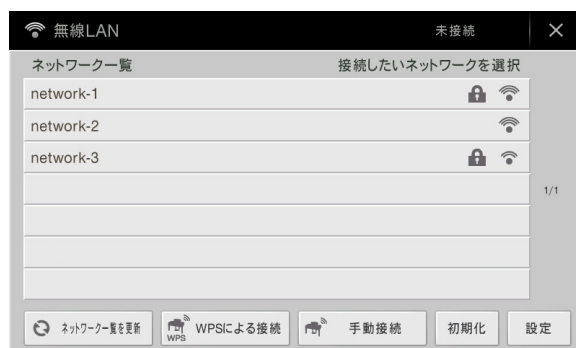 無線LAN 未接続
ネットワーク一覧 接続したいネットワークを選択
network-1
network-2
network-3
1/1
ネットワーク一覧を更新 WPS WPSによる接続 手動接続 初期化 設定